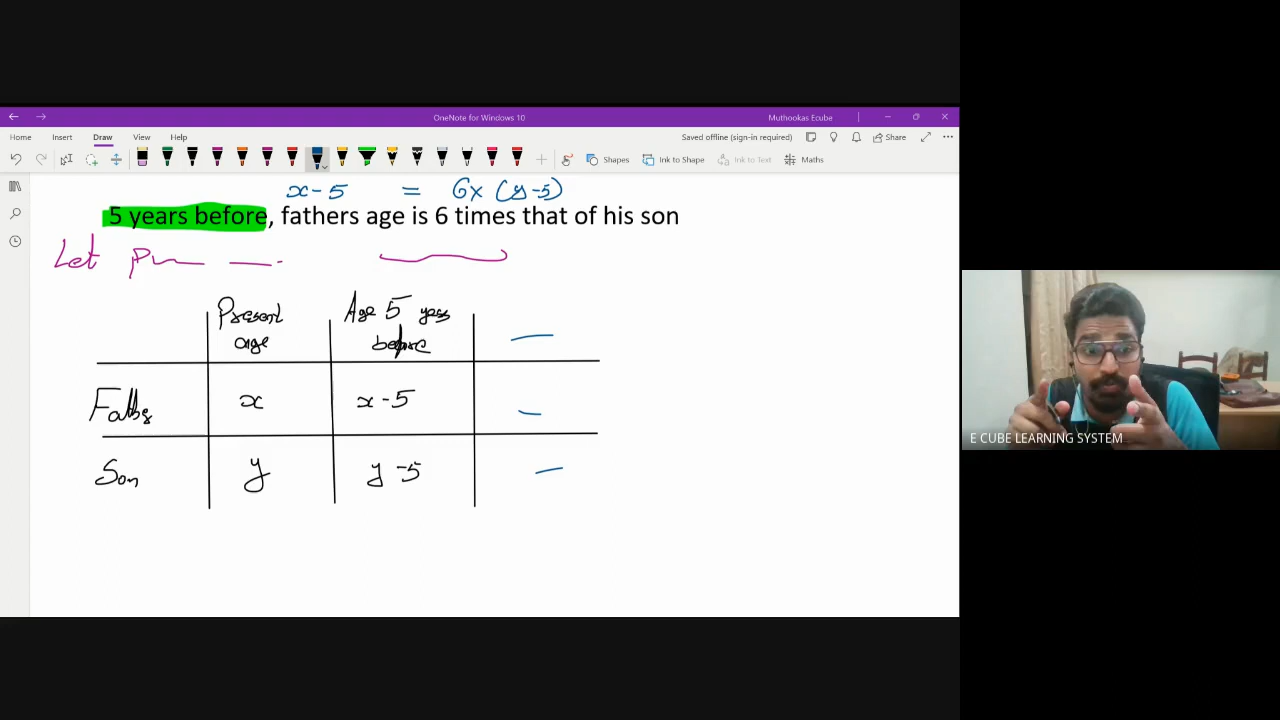 OneNote for Windows 10
Muthookas Ecube
Home Insert Draw View Help
Saved offline (sign-in required) Share
Shapes Ink to Shape Ink to Text Maths
x-5 = 6x (y-5)
5 years before, fathers age is 6 times that of his son
Let
Present age
Age 5 years before
Father x x-5
Son y y-5
E CUBE LEARNING SYSTEM